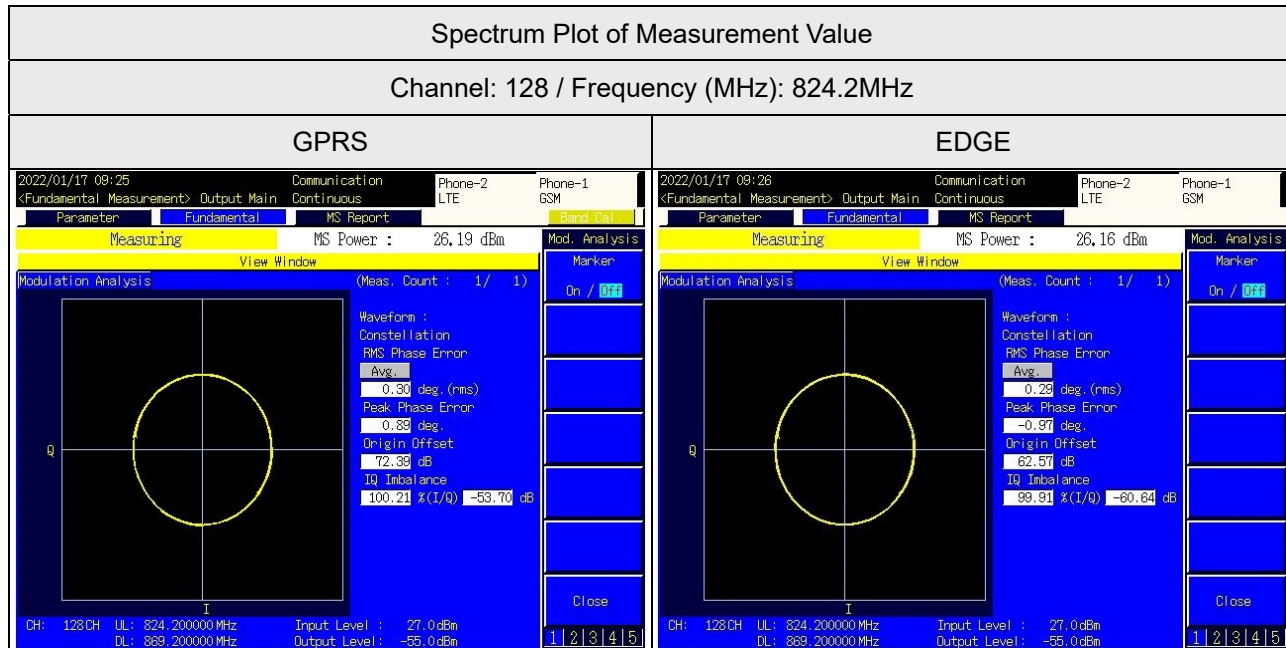 Spectrum Plot of Measurement Value
Channel: 128 / Frequency (MHz): 824.2MHz
GPRS
EDGE
2022/01/17 09:25 Communication Phone-2 Phone-1
<Fundamental Measurement> Output Main Continuous LTE GSM
Parameter Fundamental MS Report Band Cal.
Measuring MS Power : 26.19 dBm Mod. Analysis
View Window Marker
Modulation Analysis (Meas. Count : 1/ 1)
On / Off
Waveform :
Constellation
RMS Phase Error
Avg.
0.30 deg.(rms)
Peak Phase Error
0.89 deg.
Origin Offset
Q
72.39 dB
IQ Imbalance
100.21 %(I/Q) -53.70 dB
I
Close
CH: 128CH UL: 824.200000MHz Input Level : 27.0dBm
DL: 869.200000MHz Output Level: -55.0dBm 1 2 3 4 5
2022/01/17 09:26 Communication Phone-2 Phone-1
<Fundamental Measurement> Output Main Continuous LTE GSM
Parameter Fundamental MS Report
Measuring MS Power : 26.16 dBm Mod. Analysis
View Window Marker
Modulation Analysis (Meas. Count : 1/ 1)
On / Off
Waveform :
Constellation
RMS Phase Error
Avg.
0.29 deg.(rms)
Peak Phase Error
-0.97 deg.
Origin Offset
Q
62.57 dB
IQ Imbalance
99.91 %(I/Q) -60.64 dB
I
Close
CH: 128CH UL: 824.200000MHz Input Level : 27.0dBm
DL: 869.200000MHz Output Level: -55.0dBm 1 2 3 4 5